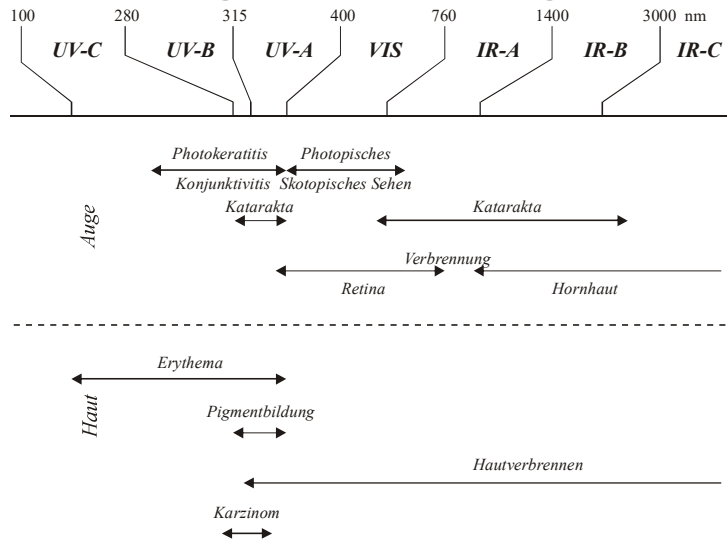 100 280 315 400 760 1400 3000 nm
UV-C UV-B UV-A VIS IR-A IR-B IR-C
Photokeratitis Photopisches
Konjunktivitis Skotopisches Sehen
Katarakta Katarakta
Auge
Verbrennung
Retina Hornhaut
Erythema
Haut
Pigmentbildung
Hautverbrennen
Karzinom